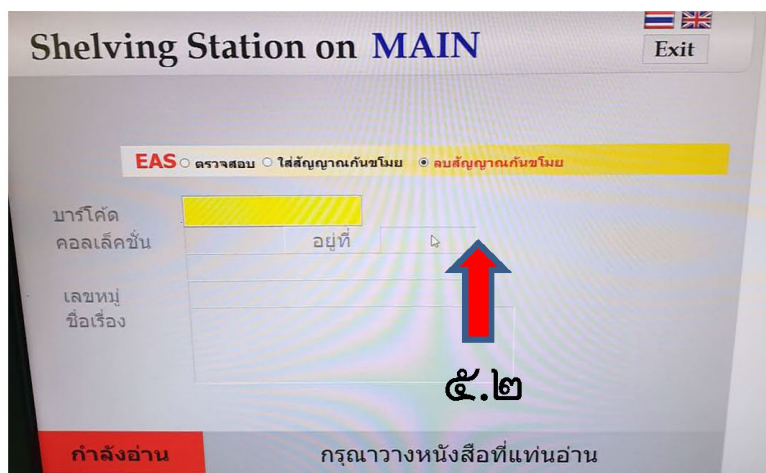 Shelving Station on MAIN
Exit
EAS ตรวจสอบ ใส่สัญญาณกันขโมย ลบสัญญาณกันขโมย
บาร์โค้ด
คอลเล็คชั่น อยู่ที่
เลขหมู่
ชื่อเรื่อง
๕.๒
กำลังอ่าน กรุณาวางหนังสือที่แท่นอ่าน